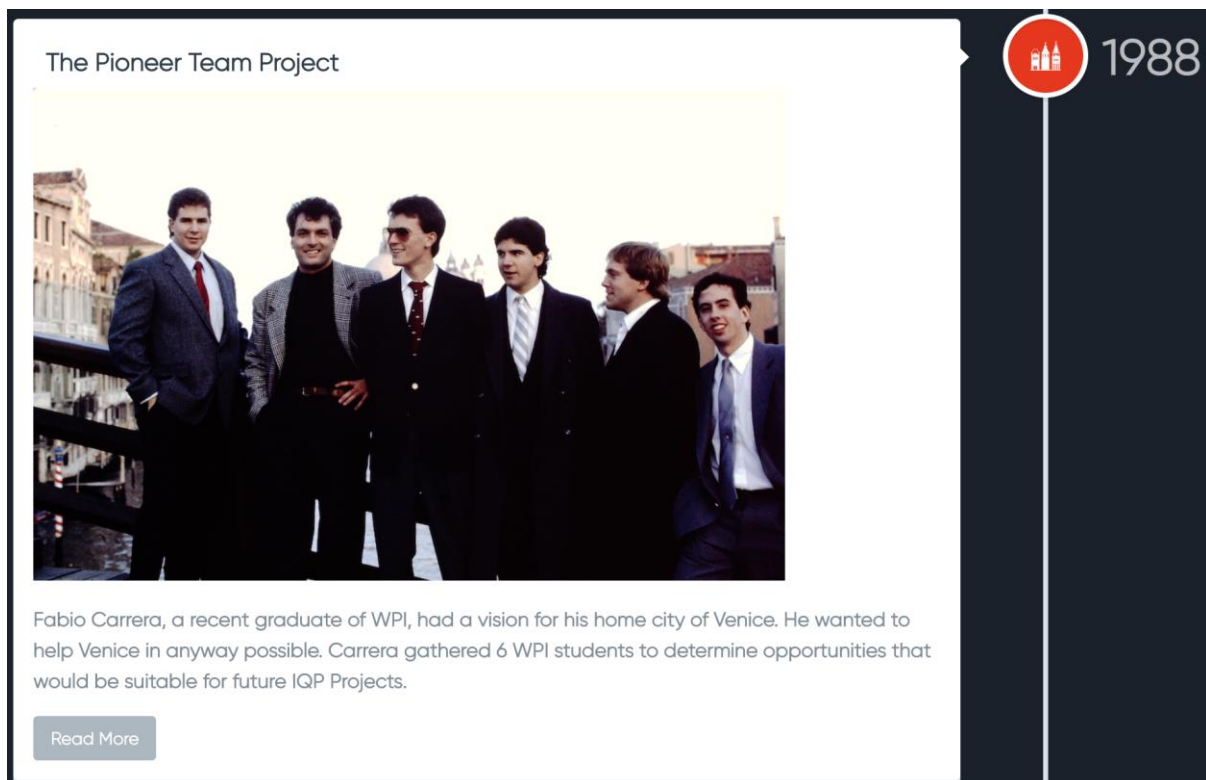 The Pioneer Team Project
1988
Fabio Carrera, a recent graduate of WPI, had a vision for his home city of Venice. He wanted to
help Venice in anyway possible. Carrera gathered 6 WPI students to determine opportunities that
would be suitable for future IQP Projects.
Read More